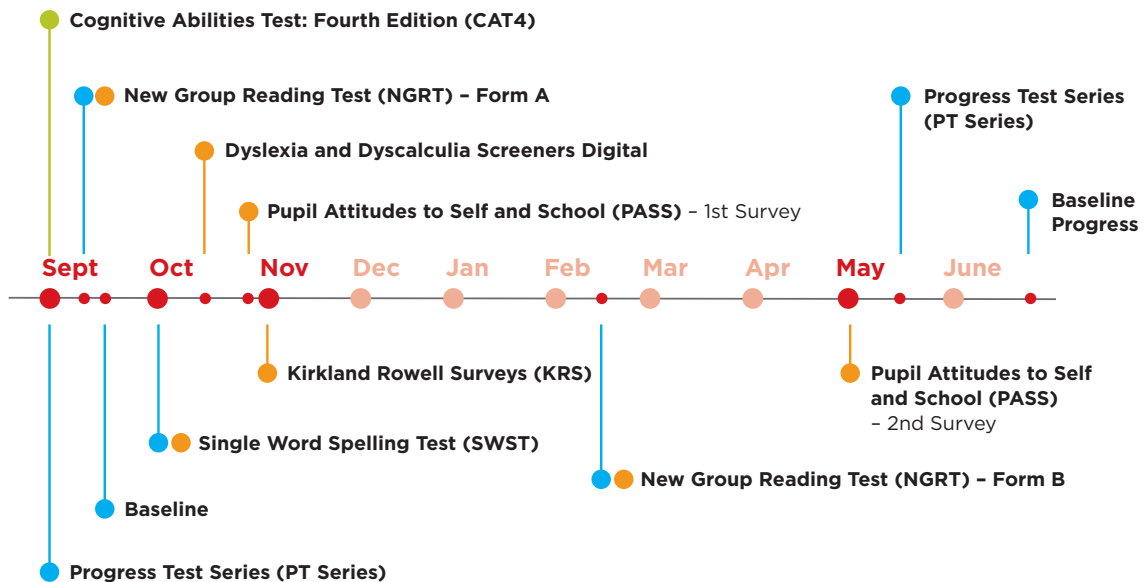 Cognitive Abilities Test: Fourth Edition (CAT4)
New Group Reading Test (NGRT) – Form A
Progress Test Series
(PT Series)
Dyslexia and Dyscalculia Screeners Digital
Pupil Attitudes to Self and School (PASS) – 1st Survey
Baseline
Progress
Sept Oct Nov Dec Jan Feb Mar Apr May June
Kirkland Rowell Surveys (KRS)
Pupil Attitudes to Self
and School (PASS)
– 2nd Survey
Single Word Spelling Test (SWST)
New Group Reading Test (NGRT) – Form B
Baseline
Progress Test Series (PT Series)